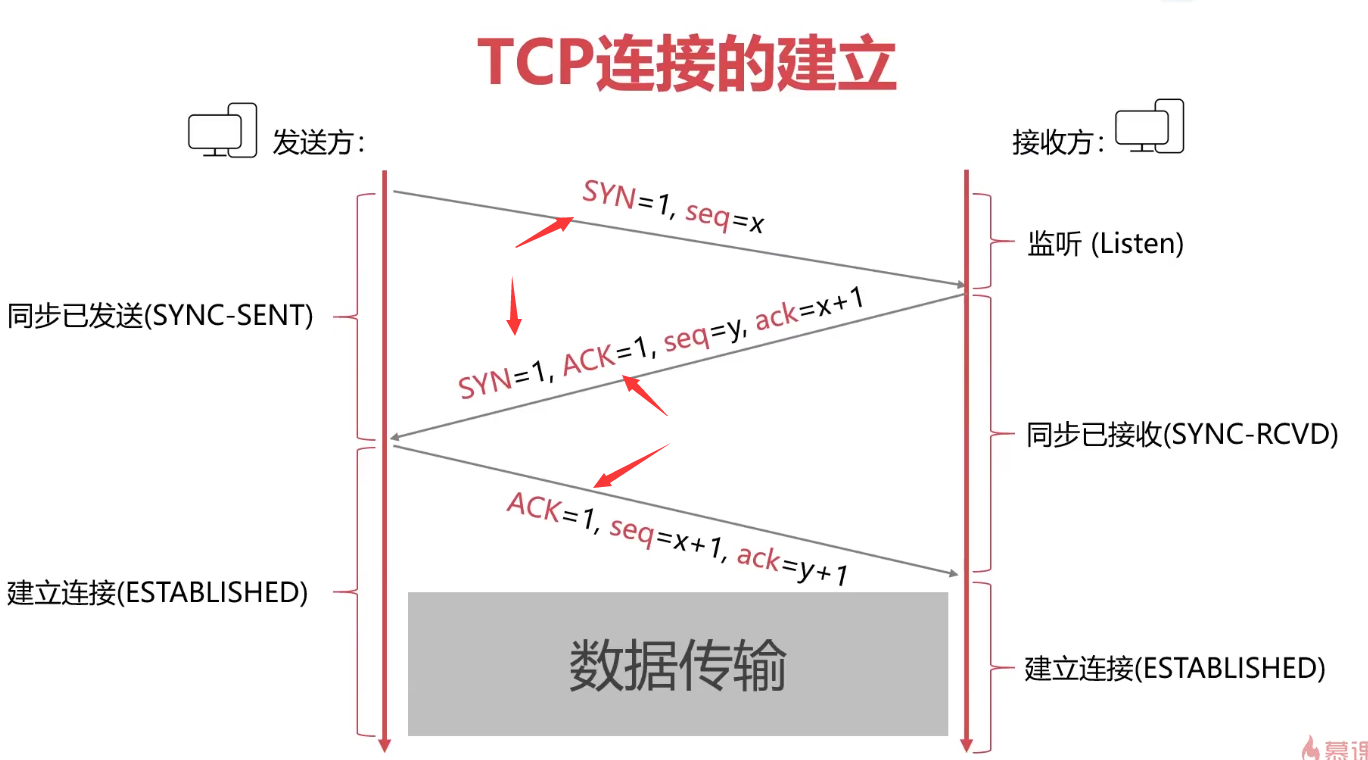 TCP连接的建立
发送方：
接收方：
SYN=1, seq=x
监听 (Listen)
同步已发送(SYNC-SENT)
SYN=1, ACK=1, seq=y, ack=x+1
同步已接收(SYNC-RCVD)
ACK=1, seq=x+1, ack=y+1
建立连接(ESTABLISHED)
数据传输
建立连接(ESTABLISHED)
慕课